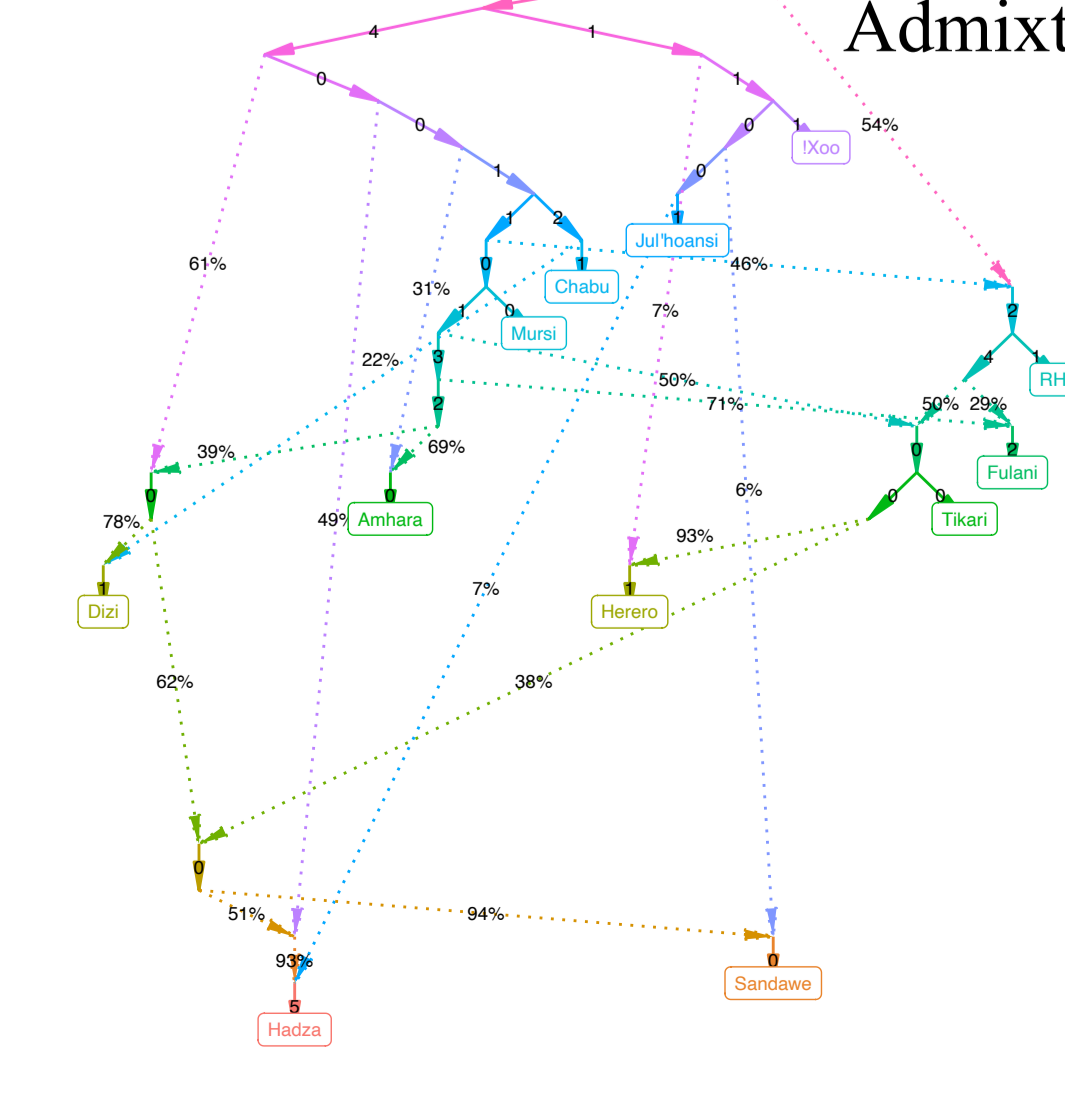 Admixt
4 1
0 1
0 0 1 54%
!Xoo
1 0
1 2 1
Jul'hoansi
61% 0 1 46%
31% Chabu
1 0 7% 2
Mursi
22% 3 4 1
50% RH
2 71% 50% 29%
39% 69% 0 2
Fulani
0 0 6% 0 0
78% 49% Amhara Tikari
93%
1 7% 1
Dizi Herero
62% 38%
0
51% 94%
93% 0
Sandawe
5
Hadza